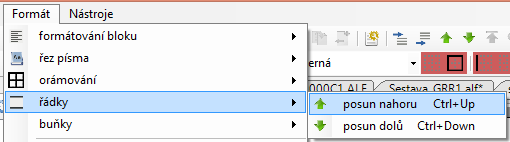 Formát Nástroje
formátování bloku
řez písma
orámování
erná
000C1.ALF Sestava_GRR1.alf*
řádky
posun nahoru Ctrl+Up
buňky
posun dolů Ctrl+Down